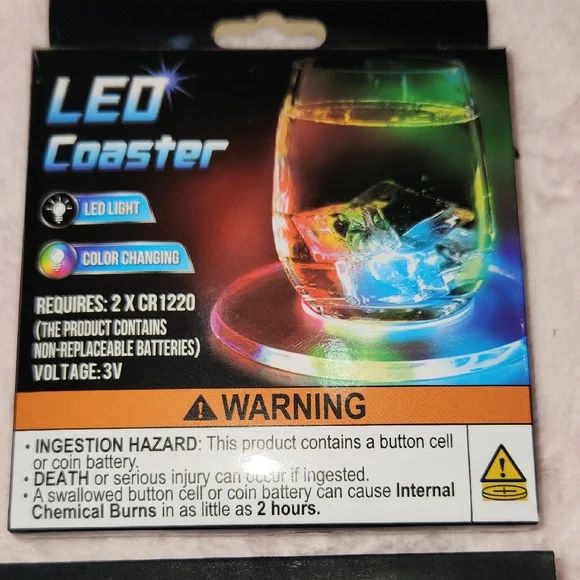 LED
Coaster
LED LIGHT
COLOR CHANGING
REQUIRES: 2 X CR1220
(THE PRODUCT CONTAINS
NON-REPLACEABLE BATTERIES)
VOLTAGE: 3V
WARNING
• INGESTION HAZARD: This product contains a button cell
or coin battery.
• DEATH or serious injury can occur if ingested.
• A swallowed button cell or coin battery can cause Internal
Chemical Burns in as little as 2 hours.